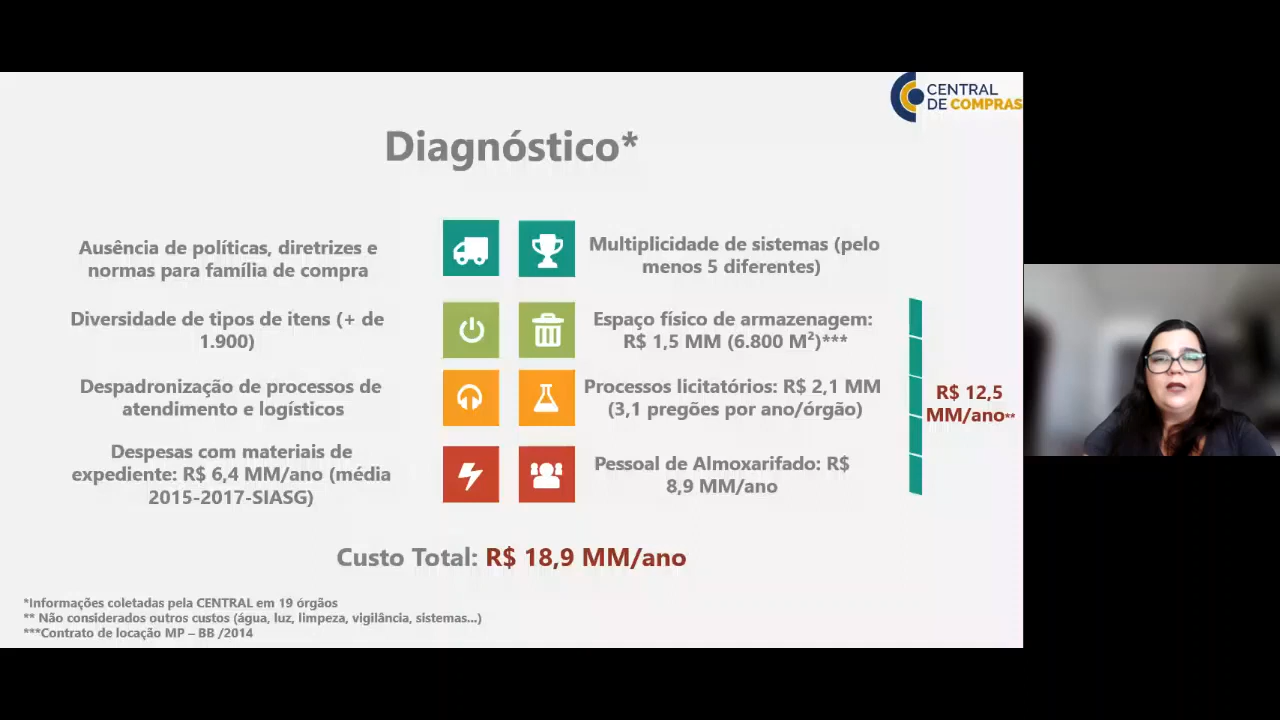 CENTRAL
DE COMPRAS
Diagnóstico*
Ausência de políticas, diretrizes e
normas para família de compra
Multiplicidade de sistemas (pelo
menos 5 diferentes)
Diversidade de tipos de itens (+ de
1.900)
Espaço físico de armazenagem:
R$ 1,5 MM (6.800 M²)***
Despadronização de processos de
atendimento e logísticos
Processos licitatórios: R$ 2,1 MM
(3,1 pregões por ano/órgão)
Despesas com materiais de
expediente: R$ 6,4 MM/ano (média
2015-2017-SIASG)
Pessoal de Almoxarifado: R$
8,9 MM/ano
R$ 12,5
MM/ano**
Custo Total: R$ 18,9 MM/ano
*Informações coletadas pela CENTRAL em 19 órgãos
** Não considerados outros custos (água, luz, limpeza, vigilância, sistemas...)
***Contrato de locação MP – BB /2014